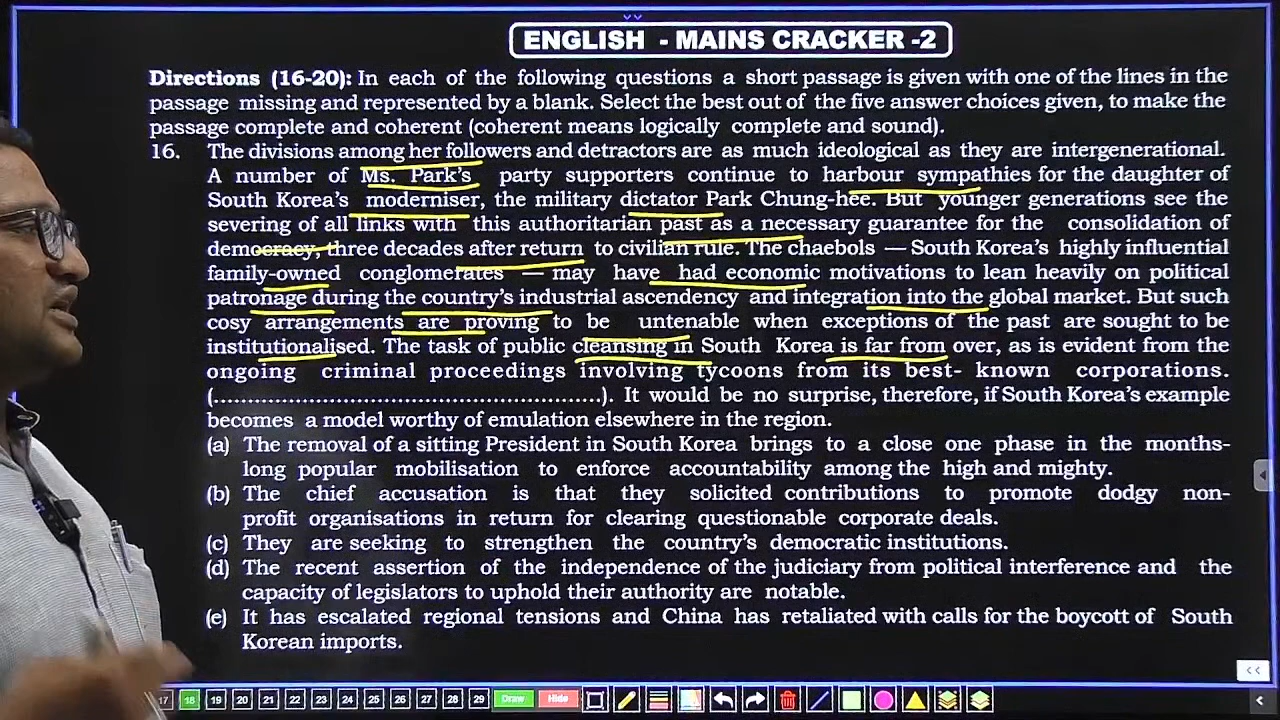 ENGLISH - MAINS CRACKER -2
Directions (16-20): In each of the following questions a short passage is given with one of the lines in the
passage missing and represented by a blank. Select the best out of the five answer choices given, to make the
passage complete and coherent (coherent means logically complete and sound).
16. The divisions among her followers and detractors are as much ideological as they are intergenerational.
A number of Ms. Park's party supporters continue to harbour sympathies for the daughter of
South Korea's moderniser, the military dictator Park Chung-hee. But younger generations see the
severing of all links with this authoritarian past as a necessary guarantee for the consolidation of
democracy, three decades after return to civilian rule. The chaebols — South Korea's highly influential
family-owned conglomerates — may have had economic motivations to lean heavily on political
patronage during the country's industrial ascendency and integration into the global market. But such
cosy arrangements are proving to be untenable when exceptions of the past are sought to be
institutionalised. The task of public cleansing in South Korea is far from over, as is evident from the
ongoing criminal proceedings involving tycoons from its best- known corporations.
(................................................................). It would be no surprise, therefore, if South Korea's example
becomes a model worthy of emulation elsewhere in the region.
(a) The removal of a sitting President in South Korea brings to a close one phase in the months-
long popular mobilisation to enforce accountability among the high and mighty.
(b) The chief accusation is that they solicited contributions to promote dodgy non-
profit organisations in return for clearing questionable corporate deals.
(c) They are seeking to strengthen the country's democratic institutions.
(d) The recent assertion of the independence of the judiciary from political interference and the
capacity of legislators to uphold their authority are notable.
(e) It has escalated regional tensions and China has retaliated with calls for the boycott of South
Korean imports.
<<
17 18 19 20 21 22 23 24 25 26 27 28 29 Draw Hide